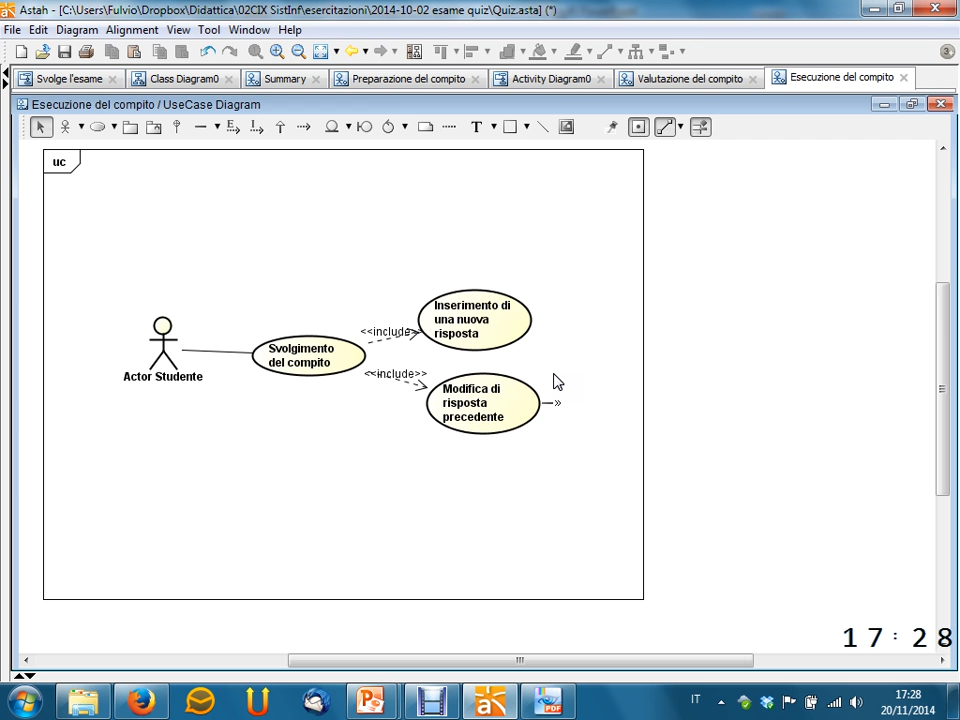 Astah - [C:\Users\Fulvio\Dropbox\Didattica\02CIX SistInf\esercitazioni\2014-10-02 esame quiz\Quiz.asta] (*)
File Edit Diagram Alignment View Tool Window Help
Svolge l'esame Class Diagram0 Summary Preparazione del compito Activity Diagram0 Valutazione del compito Esecuzione del compito
Esecuzione del compito / UseCase Diagram
T
uc
Inserimento di
una nuova
risposta
<<include>>
Svolgimento
del compito
Actor Studente
<<include>>
Modifica di
risposta
precedente
17:28
IT
17:28
20/11/2014